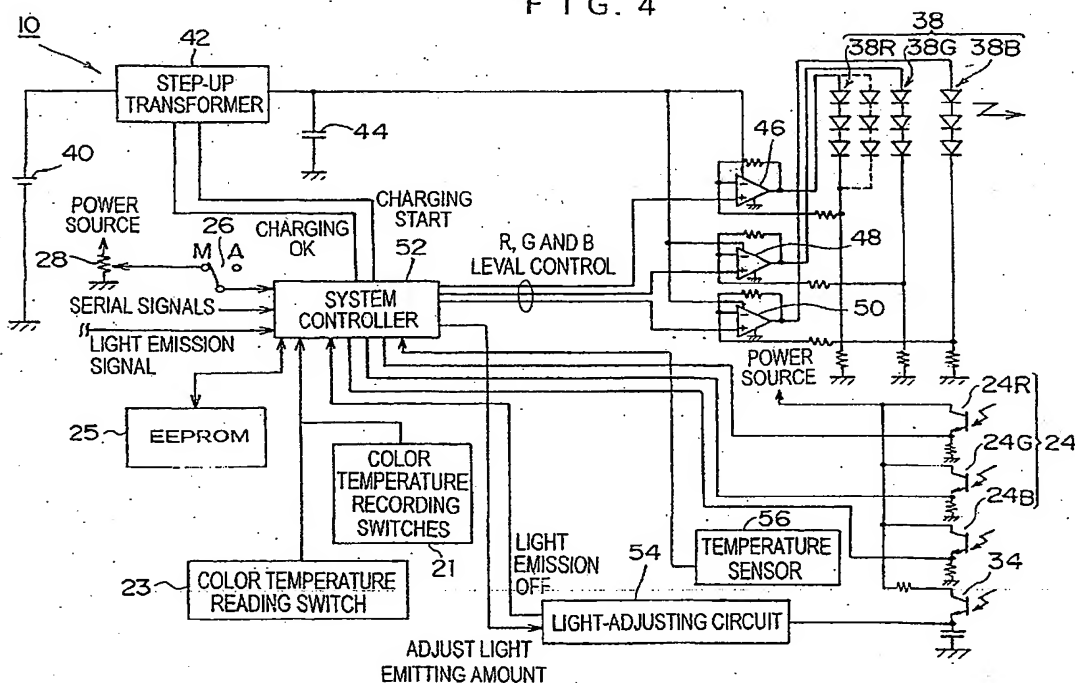 F I G. 4
10
42
STEP-UP
TRANSFORMER
38
38R
38G
38B
44
40
46
POWER
SOURCE
28
M
A
26
CHARGING
OK
CHARGING
START
52
R, G AND B
LEVAL CONTROL
48
50
SERIAL SIGNALS
SYSTEM
CONTROLLER
LIGHT EMISSION
SIGNAL
POWER
SOURCE
24R
24G
24
24B
25
EEPROM
COLOR
TEMPERATURE
RECORDING
SWITCHES
21
56
TEMPERATURE
SENSOR
34
23
COLOR TEMPERATURE
READING SWITCH
LIGHT
EMISSION
OFF
54
LIGHT-ADJUSTING CIRCUIT
ADJUST LIGHT
EMITTING AMOUNT